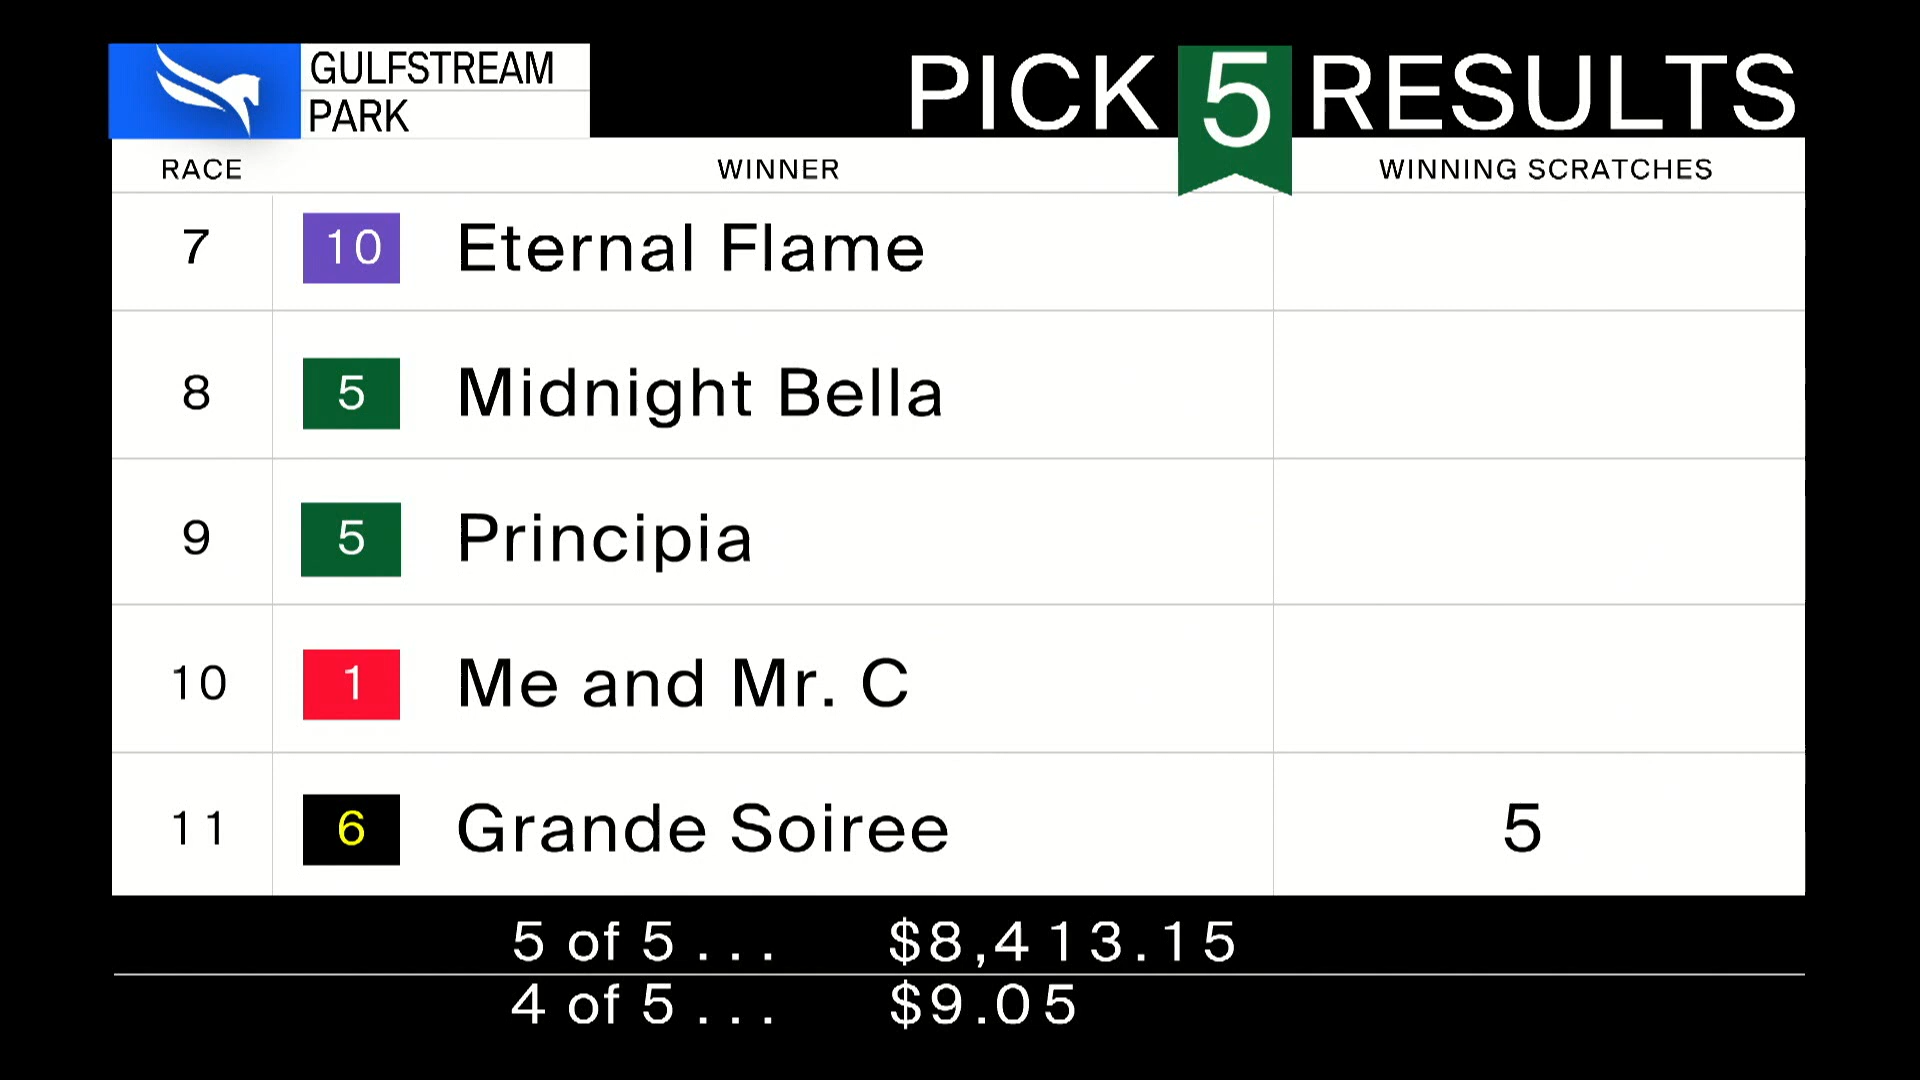 GULFSTREAM
PARK
PICK 5 RESULTS
RACE WINNER WINNING SCRATCHES
7 10 Eternal Flame
8 5 Midnight Bella
9 5 Principia
10 1 Me and Mr. C
11 6 Grande Soiree 5
5 of 5 ... $8,413.15
4 of 5 ... $9.05